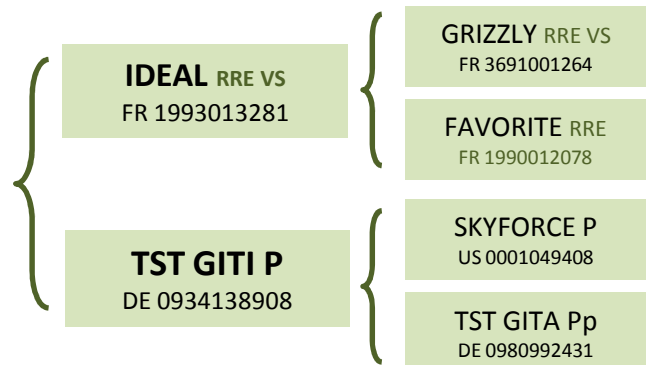 IDEAL RRE VS
FR 1993013281
GRIZZLY RRE VS
FR 3691001264
FAVORITE RRE
FR 1990012078
TST GITI P
DE 0934138908
SKYFORCE P
US 0001049408
TST GITA Pp
DE 0980992431